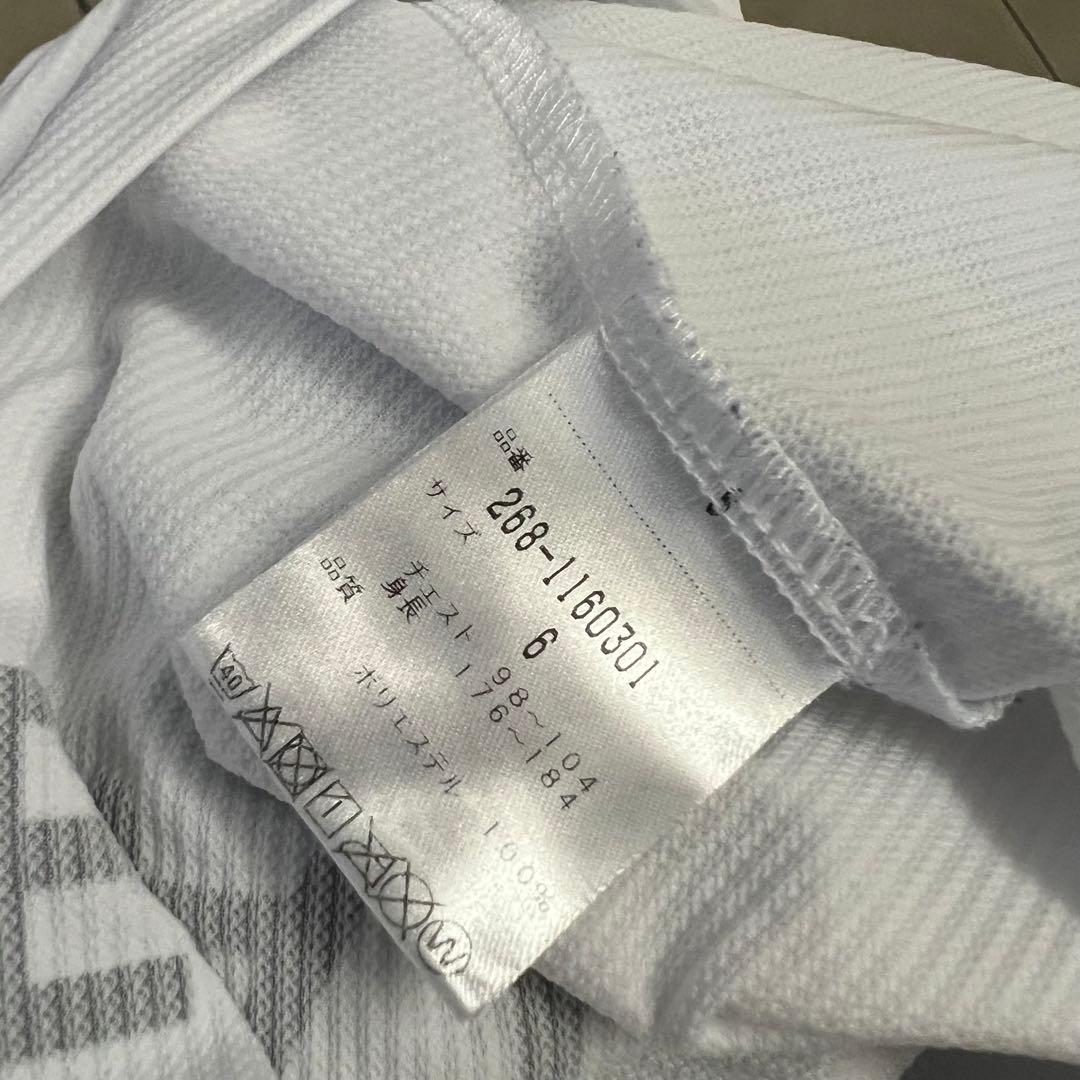 品番
268-1160301
サイズ 6
チェスト 98～104
身長 176～184
品質
ポリエステル 100%
40
W